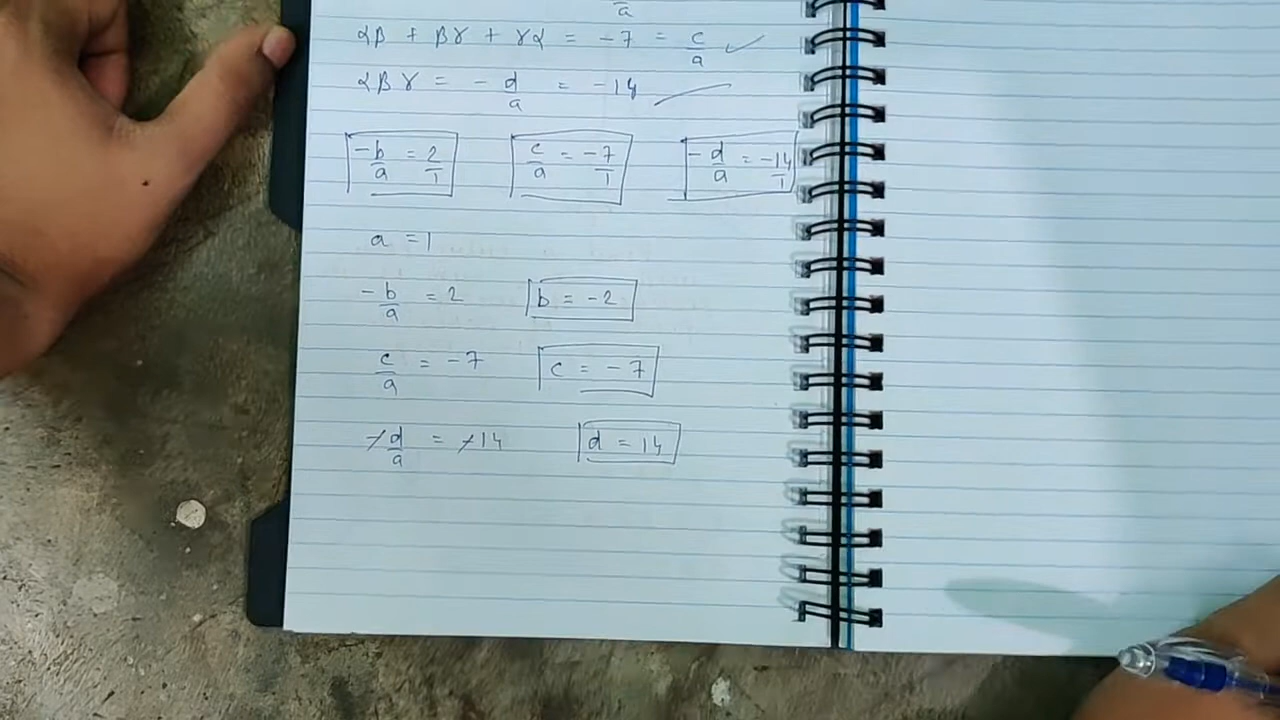 a
αβ + βγ + γα = -7 = c/a ✓
αβγ = -d/a = -14
-b/a = 2/1 c/a = -7/1 -d/a = -14/1
a = 1
-b/a = 2 b = -2
c/a = -7 c = -7
-d/a = -14 d = 14